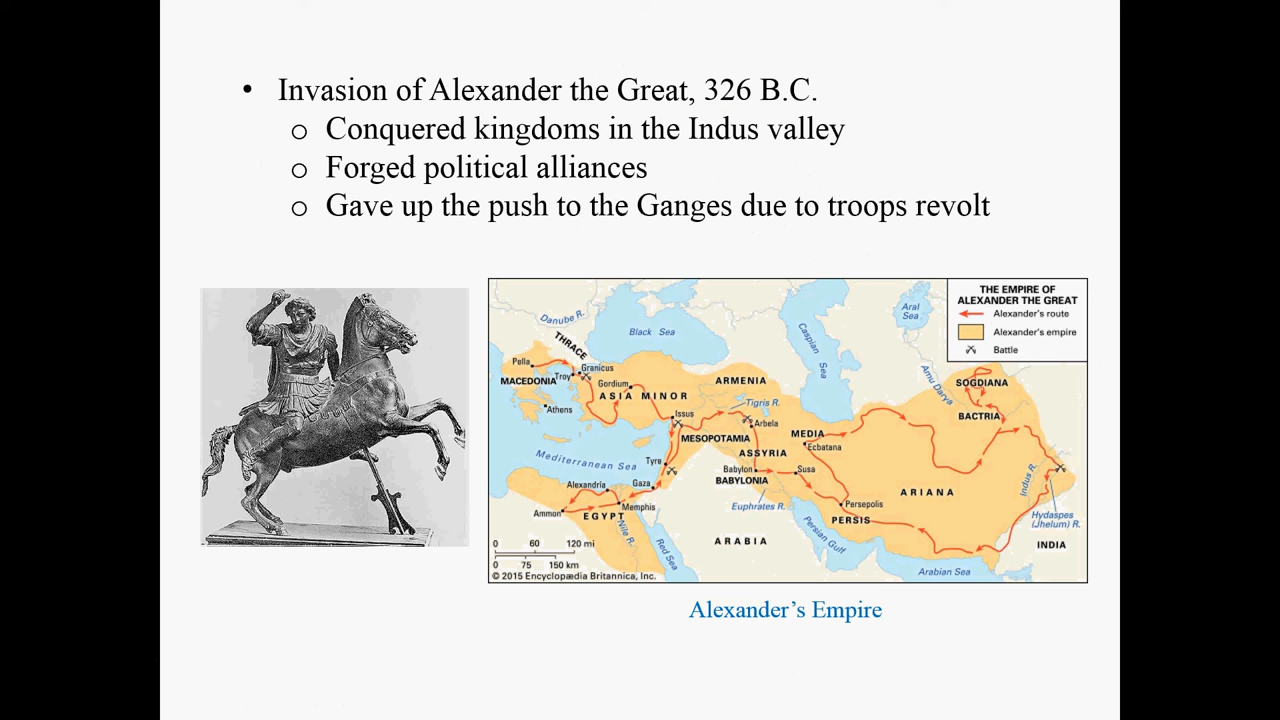 • Invasion of Alexander the Great, 326 B.C.
o Conquered kingdoms in the Indus valley
o Forged political alliances
o Gave up the push to the Ganges due to troops revolt
THE EMPIRE OF
ALEXANDER THE GREAT
Alexander's route
Alexander's empire
Battle
Aral
Sea
Danube R.
Black Sea
Caspian
Sea
THRACE
Pella
Granicus
Troy
MACEDONIA
Gordium
ASIA MINOR
ARMENIA
Amu Darya
SOGDIANA
BACTRIA
Athens
Issus
Tigris R.
Arbela
MESOPOTAMIA
MEDIA
Ecbatana
ASSYRIA
Mediterranean Sea
Tyre
Babylon
BABYLONIA
Susa
Indus R.
Alexandria
Gaza
ARIANA
Ammon
EGYPT
Memphis
Euphrates R.
Persepolis
PERSIS
Hydaspes
(Jhelum) R.
Nile R.
Red Sea
ARABIA
Persian Gulf
INDIA
Arabian Sea
0 60 120 mi
0 75 150 km
© 2015 Encyclopædia Britannica, Inc.
Alexander’s Empire